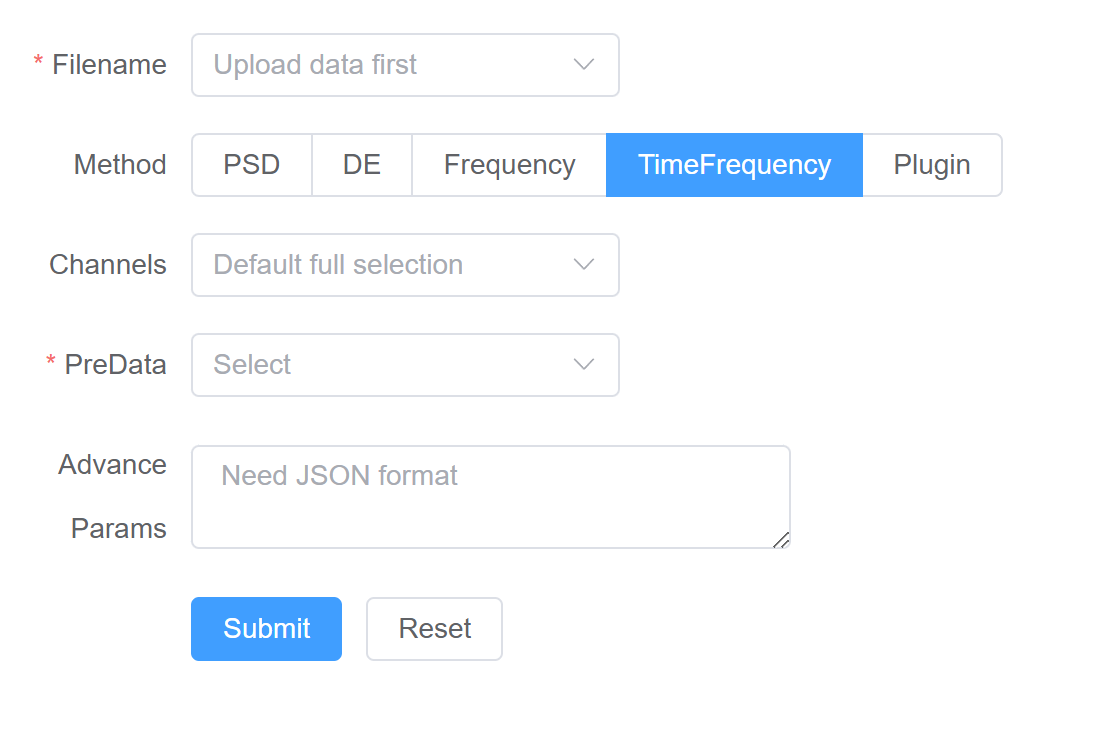 * Filename Upload data first
Method PSD DE Frequency TimeFrequency Plugin
Channels Default full selection
* PreData Select
Advance Params Need JSON format
Submit Reset